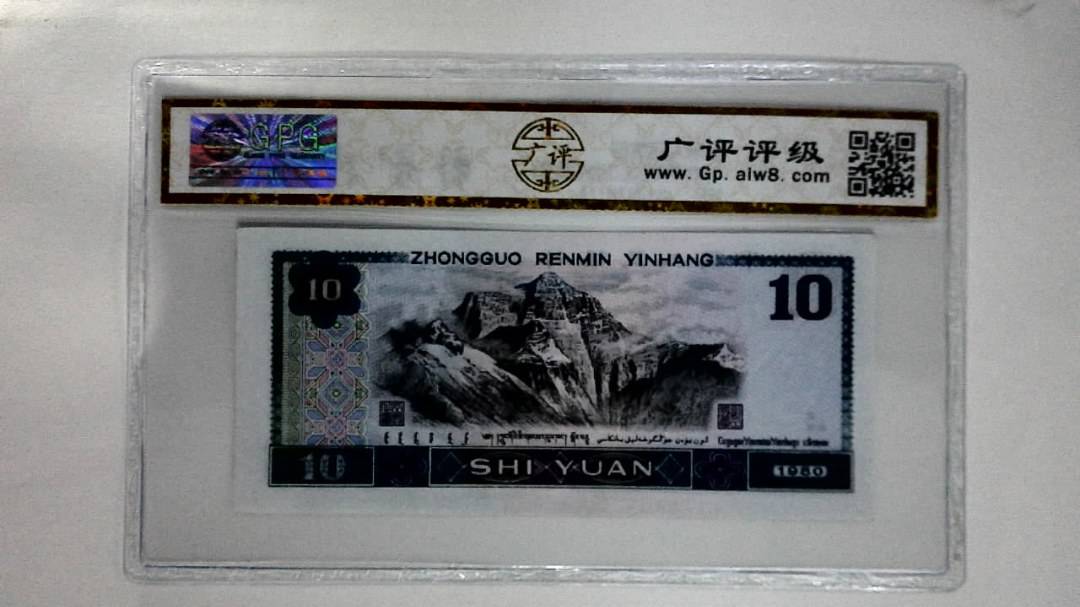 GPG
广评
广评评级
www. Gp. alw8. com
ZHONGGUO RENMIN YINHANG
10
10
10
SHI YUAN
1980